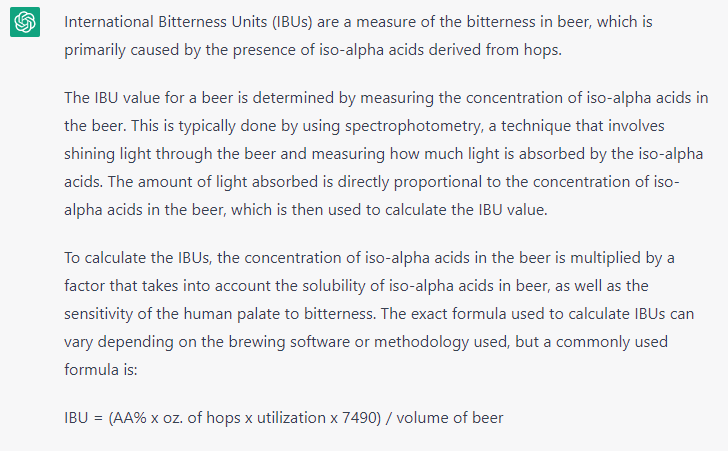 International Bitterness Units (IBUs) are a measure of the bitterness in beer, which is
primarily caused by the presence of iso-alpha acids derived from hops.
The IBU value for a beer is determined by measuring the concentration of iso-alpha acids in
the beer. This is typically done by using spectrophotometry, a technique that involves
shining light through the beer and measuring how much light is absorbed by the iso-alpha
acids. The amount of light absorbed is directly proportional to the concentration of iso-
alpha acids in the beer, which is then used to calculate the IBU value.
To calculate the IBUs, the concentration of iso-alpha acids in the beer is multiplied by a
factor that takes into account the solubility of iso-alpha acids in beer, as well as the
sensitivity of the human palate to bitterness. The exact formula used to calculate IBUs can
vary depending on the brewing software or methodology used, but a commonly used
formula is:
IBU = (AA% x oz. of hops x utilization x 7490) / volume of beer